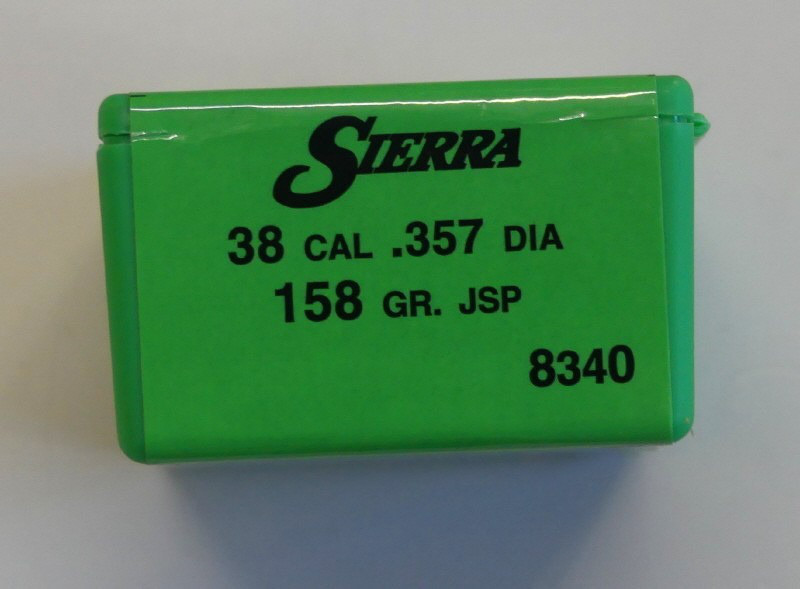 SIERRA
38 CAL .357 DIA
158 GR. JSP
8340